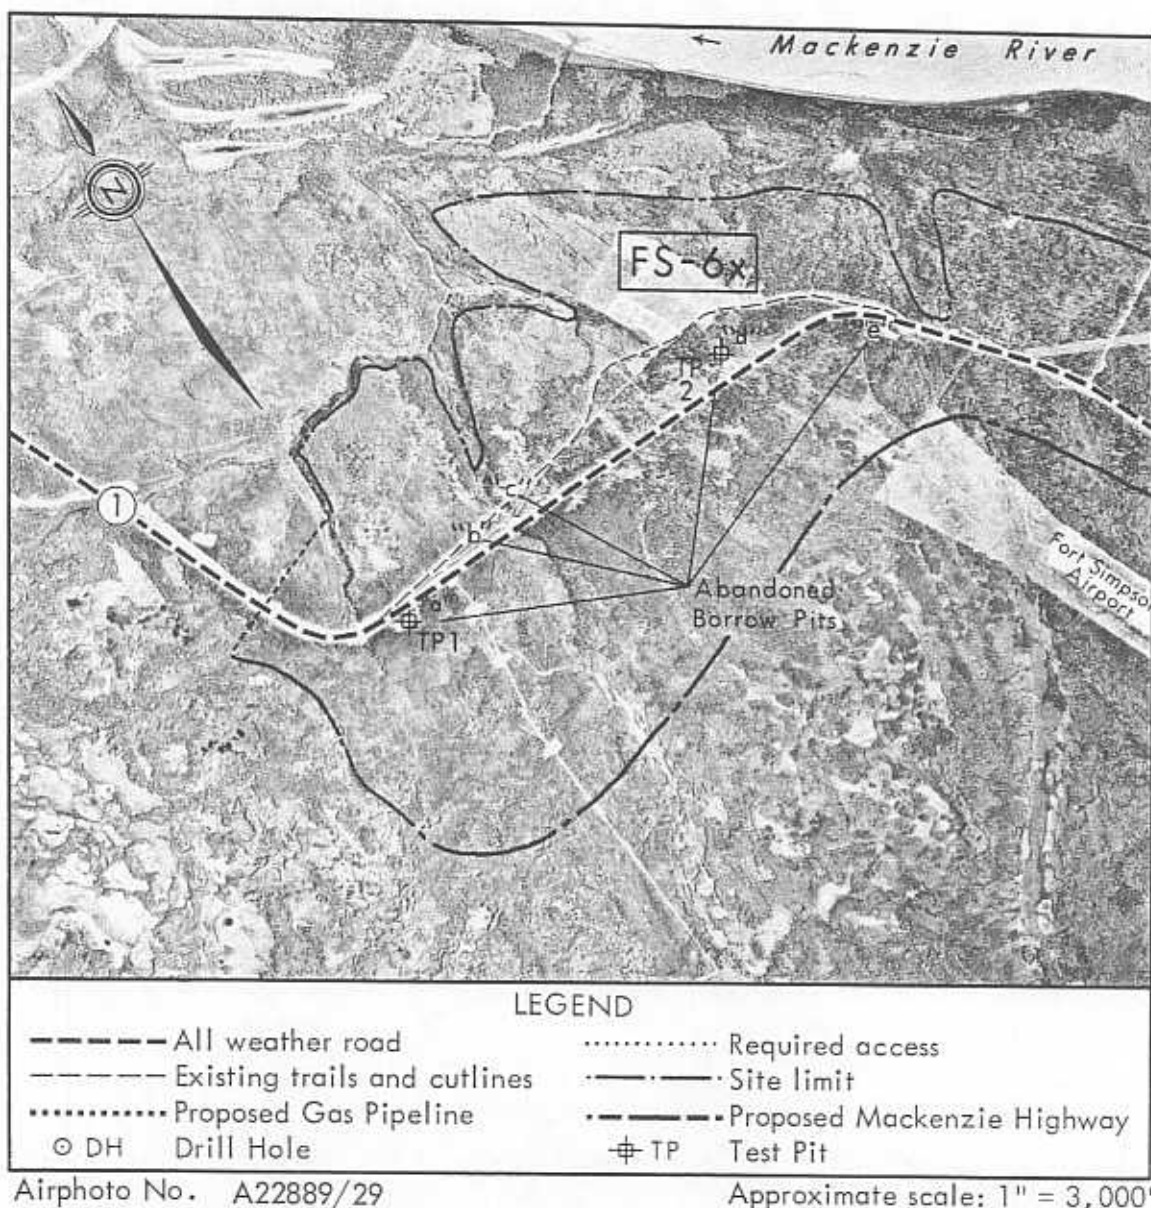 ← Mackenzie River
N
FS-6x
"d"
TP
2
e
c
1
"b"
"a"
TP1
Abandoned
Borrow Pits
Fort Simpson
Airport
LEGEND
All weather road
Existing trails and cutlines
Proposed Gas Pipeline
⊙ DH Drill Hole
Required access
Site limit
Proposed Mackenzie Highway
TP Test Pit
Airphoto No. A22889/29
Approximate scale: 1" = 3,000'